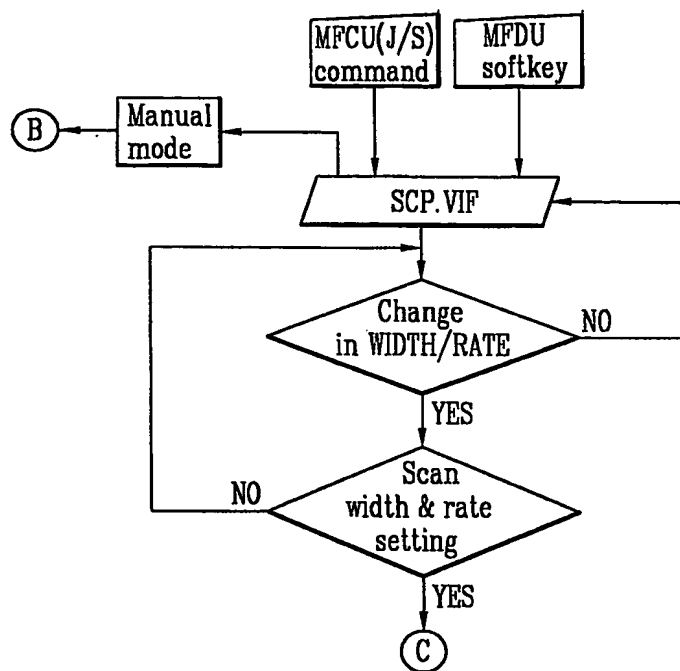 MFCU(J/S)
command
MFDU
softkey
B
Manual
mode
SCP.VIF
Change
in WIDTH/RATE
NO
YES
Scan
width & rate
setting
NO
YES
C